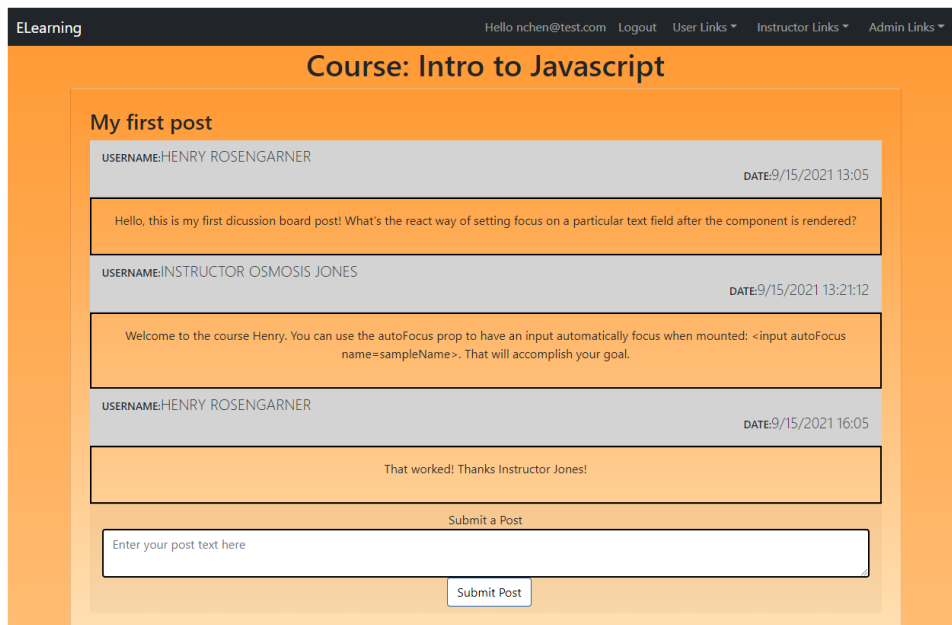 ELearning Hello nchen@test.com Logout User Links Instructor Links Admin Links
Course: Intro to Javascript
My first post
USERNAME:HENRY ROSENGARNER
DATE:9/15/2021 13:05
Hello, this is my first dicussion board post! What's the react way of setting focus on a particular text field after the component is rendered?
USERNAME:INSTRUCTOR OSMOSIS JONES
DATE:9/15/2021 13:21:12
Welcome to the course Henry. You can use the autoFocus prop to have an input automatically focus when mounted: <input autoFocus
name=sampleName>. That will accomplish your goal.
USERNAME:HENRY ROSENGARNER
DATE:9/15/2021 16:05
That worked! Thanks Instructor Jones!
Submit a Post
Enter your post text here
Submit Post